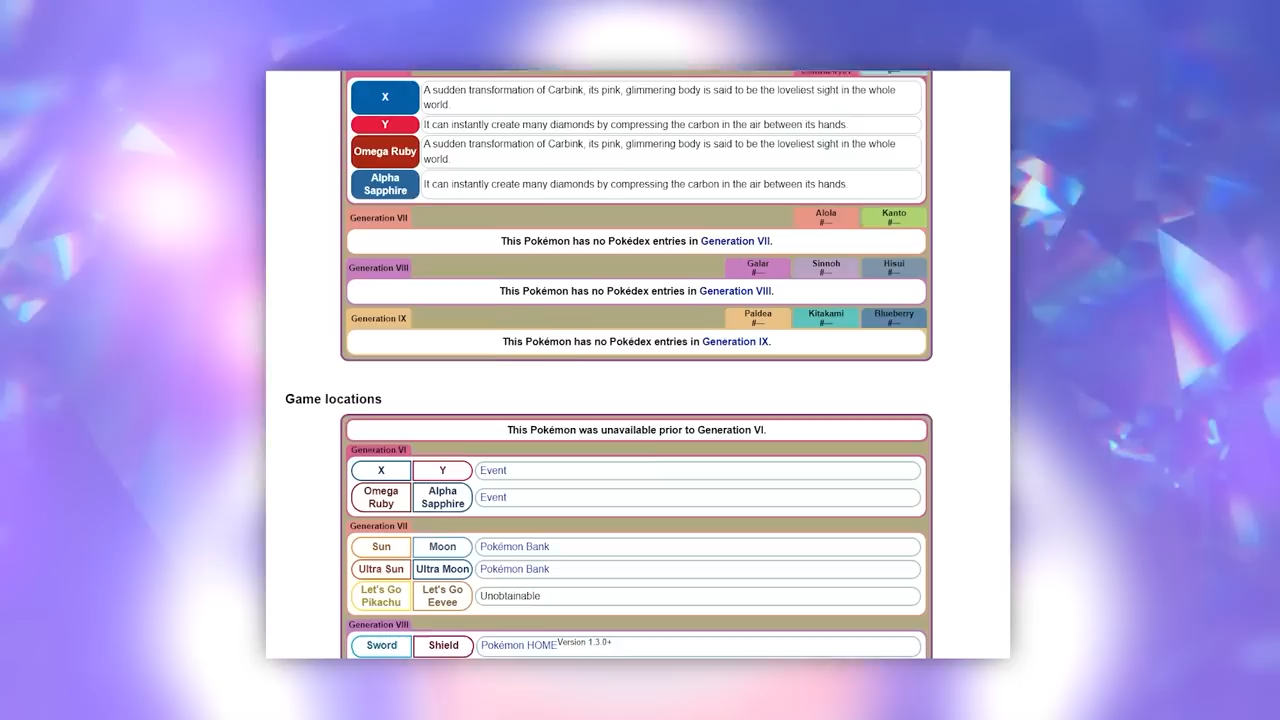 X
A sudden transformation of Carbink, its pink, glimmering body is said to be the loveliest sight in the whole
world.
Y
It can instantly create many diamonds by compressing the carbon in the air between its hands.
Omega Ruby
A sudden transformation of Carbink, its pink, glimmering body is said to be the loveliest sight in the whole
world.
Alpha
Sapphire
It can instantly create many diamonds by compressing the carbon in the air between its hands.
Generation VII
Alola
#—
Kanto
#—
This Pokémon has no Pokédex entries in Generation VII.
Generation VIII
Galar
#—
Sinnoh
#—
Hisui
#—
This Pokémon has no Pokédex entries in Generation VIII.
Generation IX
Paldea
#—
Kitakami
#—
Blueberry
#—
This Pokémon has no Pokédex entries in Generation IX.
Game locations
This Pokémon was unavailable prior to Generation VI.
Generation VI
X
Y
Event
Omega
Ruby
Alpha
Sapphire
Event
Generation VII
Sun
Moon
Pokémon Bank
Ultra Sun
Ultra Moon
Pokémon Bank
Let's Go
Pikachu
Let's Go
Eevee
Unobtainable
Generation VIII
Sword
Shield
Pokémon HOME Version 1.3.0+